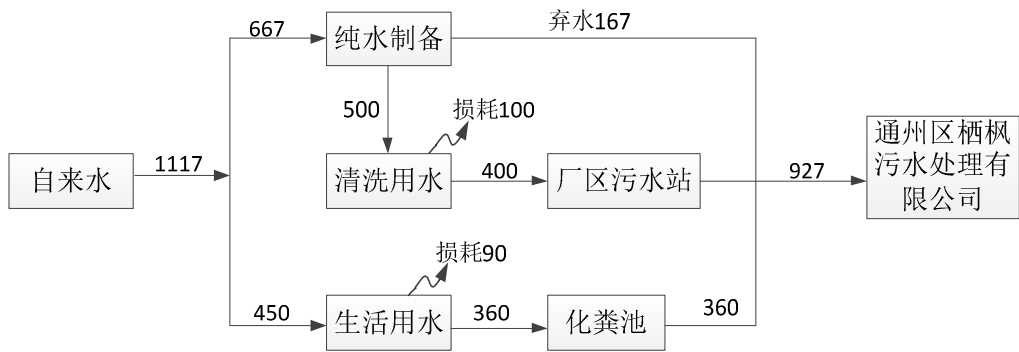 667
纯水制备
弃水167
500
损耗100
自来水
1117
清洗用水
400
厂区污水站
927
通州区栖枫
污水处理有
限公司
损耗90
450
生活用水
360
化粪池
360